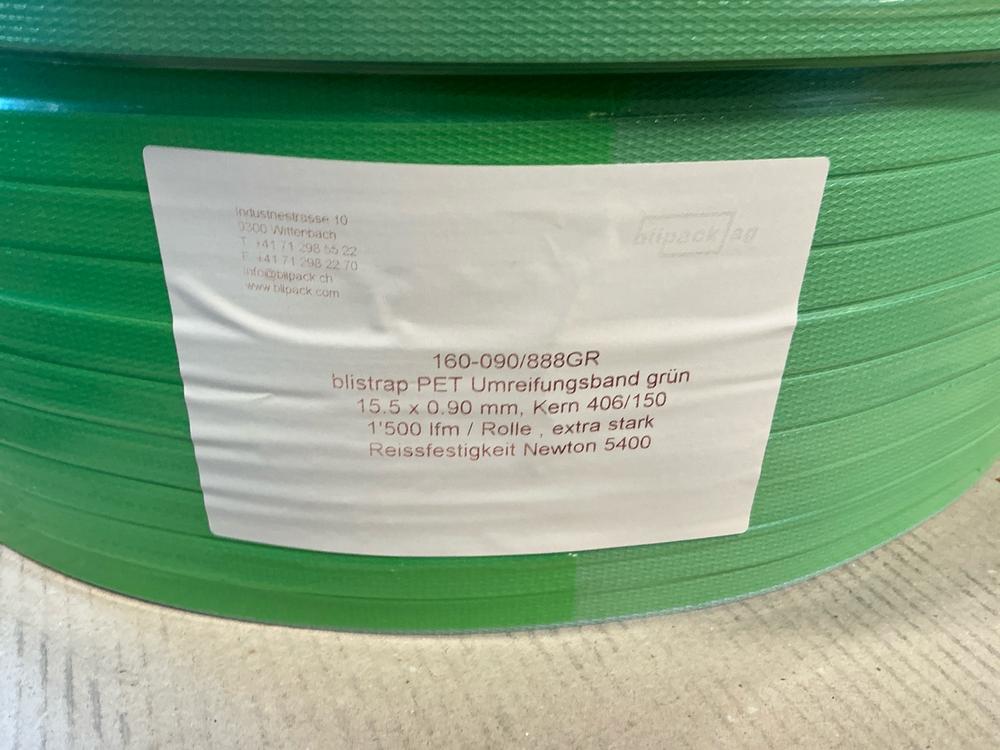 Industriestrasse 10
9300 Wittenbach
T +41 71 298 55 22
F +41 71 298 22 70
info@blipack.ch
www.blipack.com
blipack ag
160-090/888GR
blistrap PET Umreifungsband grün
15.5 x 0.90 mm, Kern 406/150
1'500 lfm / Rolle , extra stark
Reissfestigkeit Newton 5400